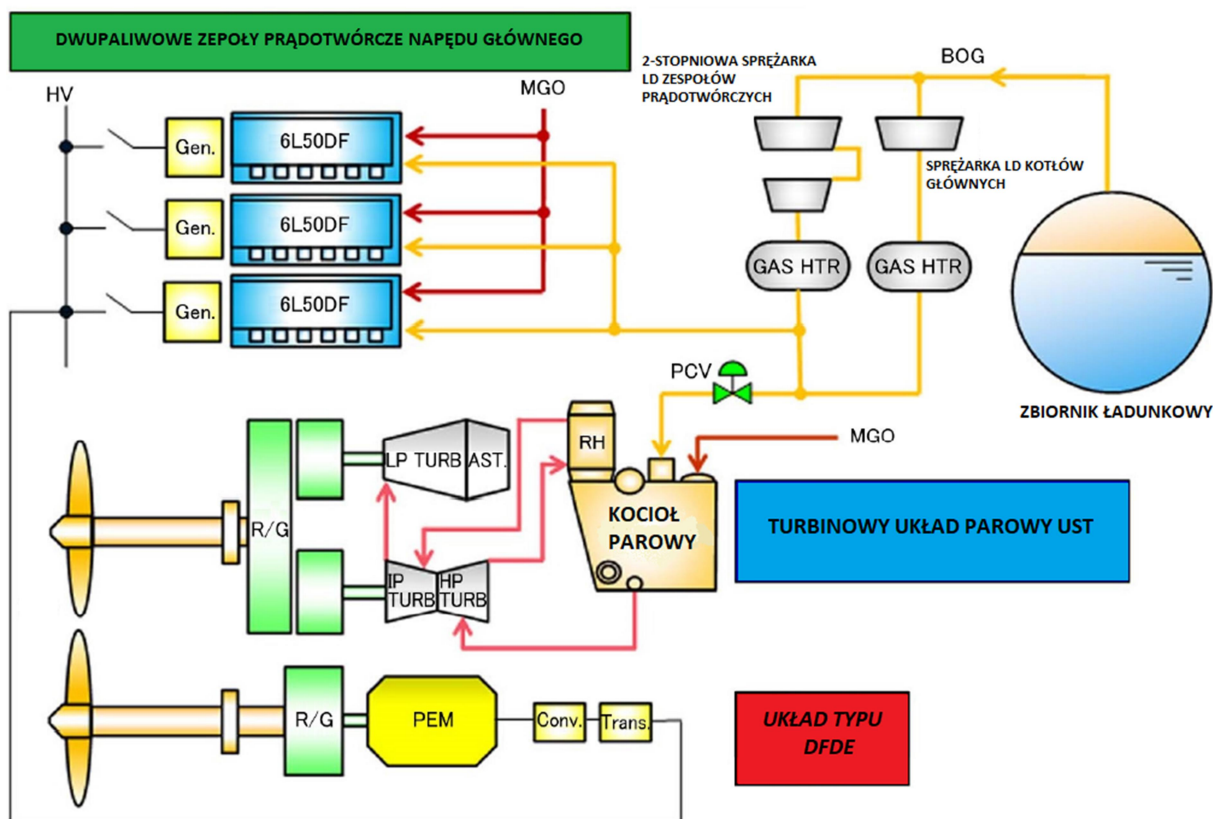 DWUPALIWOWE ZEPOŁY PRĄDOTWÓRCZE NAPĘDU GŁÓWNEGO
2-STOPNIOWA SPRĘŻARKA
LD ZESPOŁÓW
PRĄDOTWÓRCZYCH
BOG
HV
MGO
Gen.
6L50DF
SPRĘŻARKA LD KOTŁÓW
GŁÓWNYCH
Gen.
6L50DF
GAS HTR
GAS HTR
Gen.
6L50DF
PCV
ZBIORNIK ŁADUNKOWY
MGO
RH
LP TURB
AST.
R/G
KOCIOŁ
PAROWY
TURBINOWY UKŁAD PAROWY UST
IP
TURB
HP
TURB
R/G
PEM
Conv.
Trans.
UKŁAD TYPU
DFDE